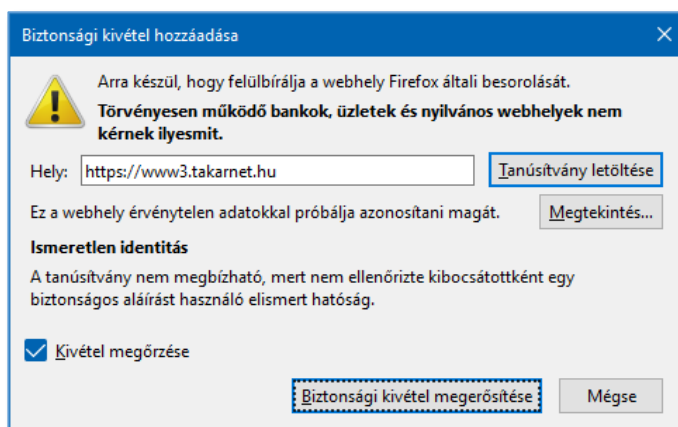 Biztonsági kivétel hozzáadása
Arra készül, hogy felülbírálja a webhely Firefox általi besorolását.
Törvényesen működő bankok, üzletek és nyilvános webhelyek nem
kérnek ilyesmit.
Hely: https://www3.takarnet.hu Tanúsítvány letöltése
Ez a webhely érvénytelen adatokkal próbálja azonosítani magát. Megtekintés...
Ismeretlen identitás
A tanúsítvány nem megbízható, mert nem ellenőrizte kibocsátottként egy
biztonságos aláírást használó elismert hatóság.
Kivétel megőrzése
Biztonsági kivétel megerősítése Mégse